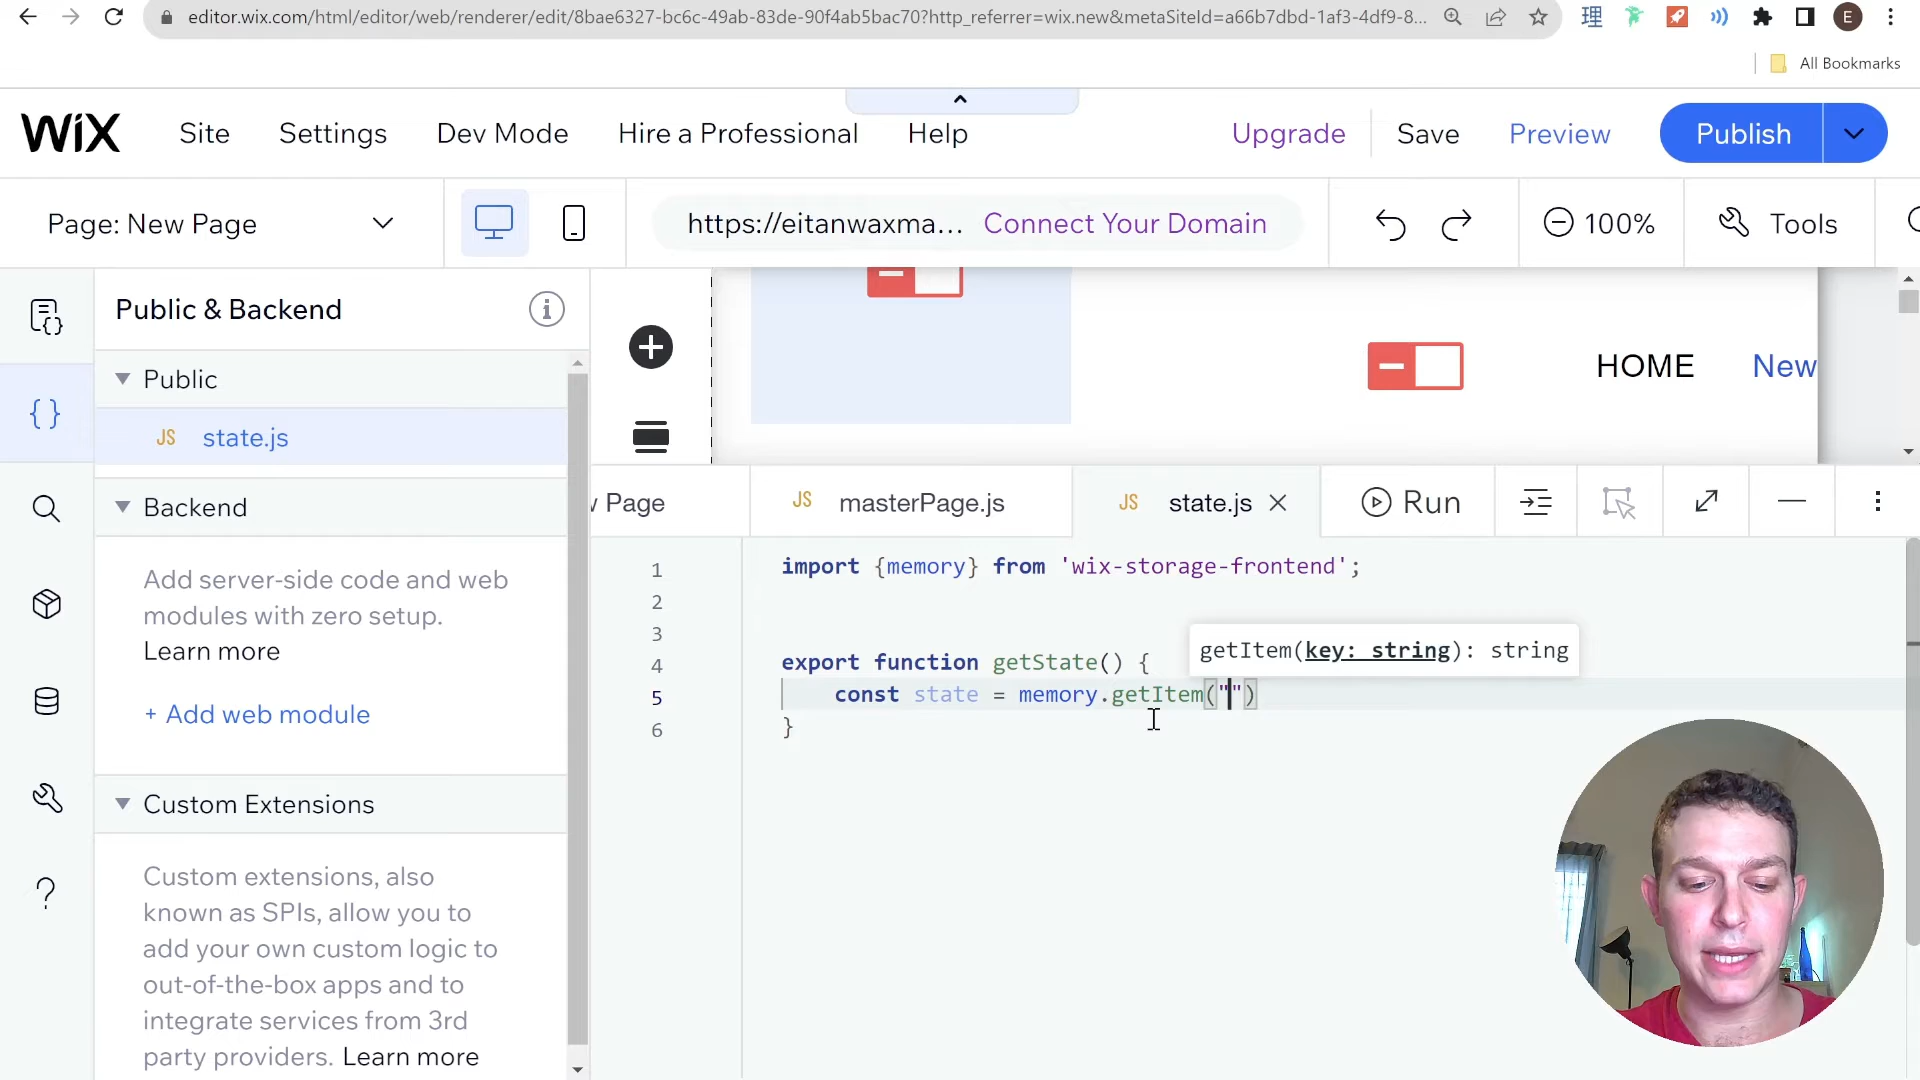 editor.wix.com/html/editor/web/renderer/edit/8bae6327-bc6c-49ab-83de-90f4ab5bac70?http_referrer=wix.new&metaSiteId=a66b7dbd-1af3-4df9-8...
理
E
All Bookmarks
WiX
Site
Settings
Dev Mode
Hire a Professional
Help
Upgrade
Save
Preview
Publish
Page: New Page
https://eitanwaxma...
Connect Your Domain
100%
Tools
Public & Backend
Public
JS state.js
Backend
Add server-side code and web
modules with zero setup.
Learn more
+ Add web module
Custom Extensions
Custom extensions, also
known as SPIs, allow you to
add your own custom logic to
out-of-the-box apps and to
integrate services from 3rd
party providers. Learn more
HOME
New
Page
JS masterPage.js
JS state.js
Run
1 import {memory} from 'wix-storage-frontend';
2
3
getItem(key: string): string
4 export function getState() {
5 const state = memory.getItem("")
6 }